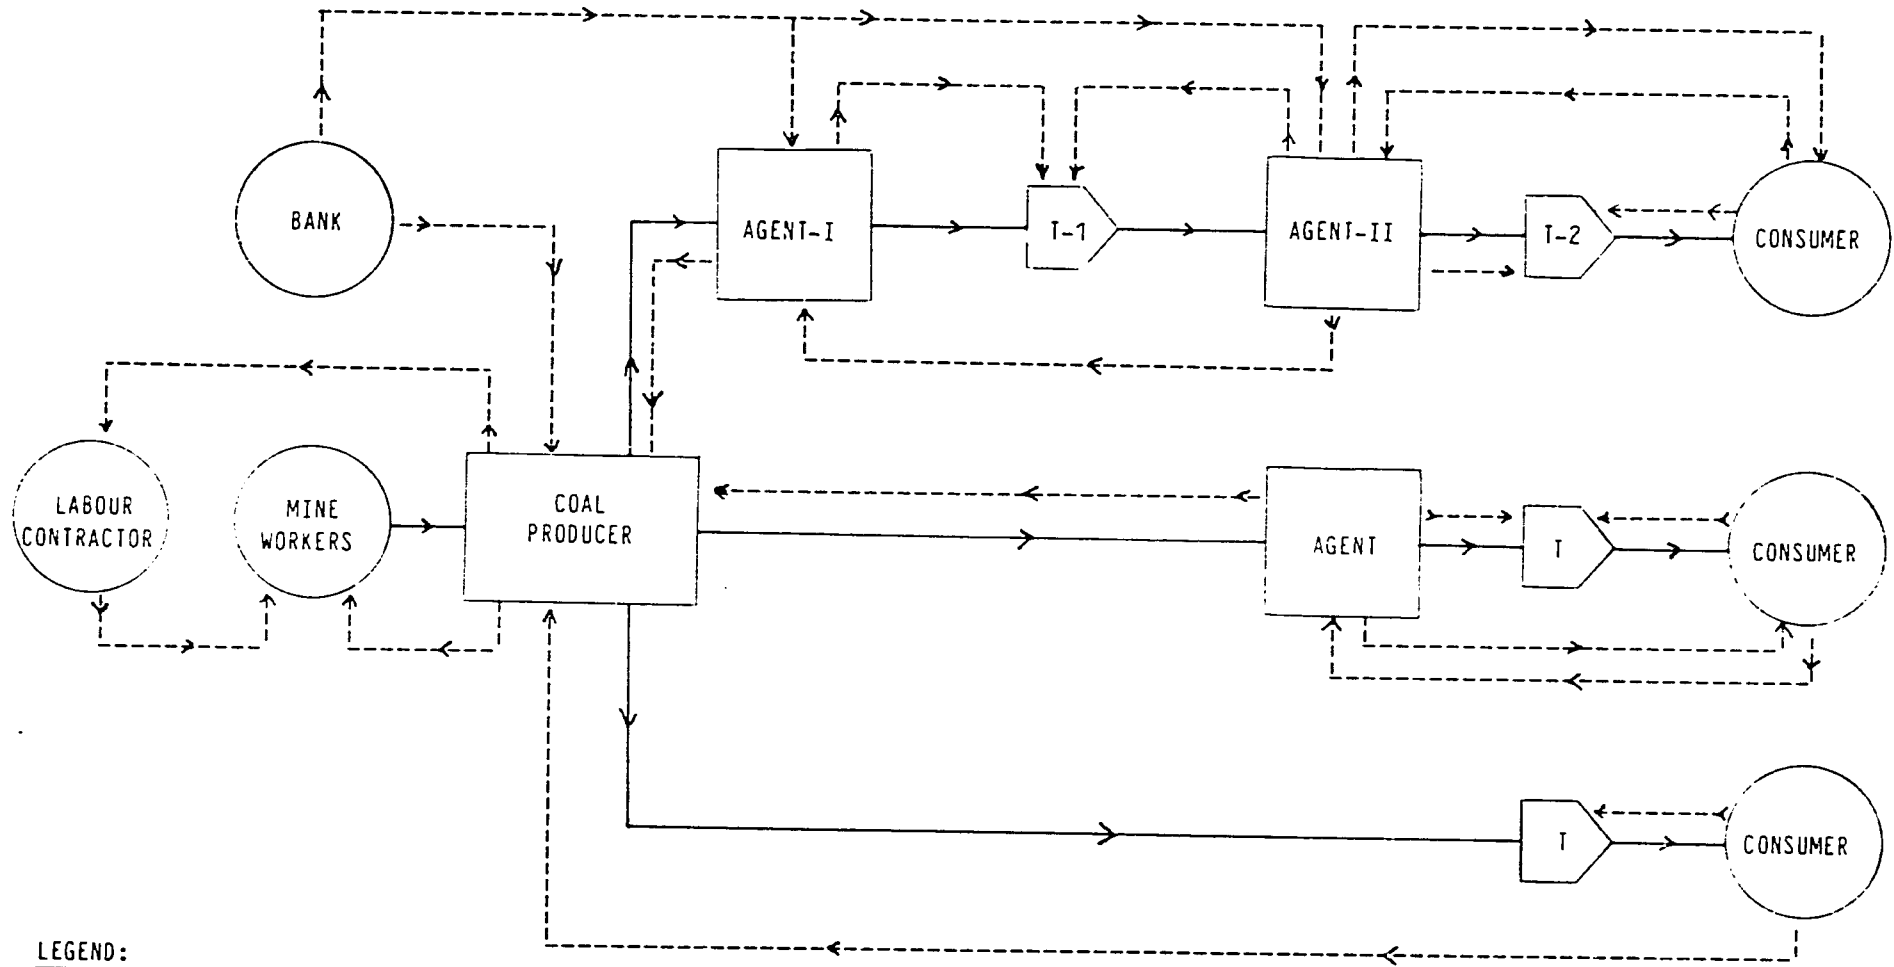 BANK
AGENT-I
T-1
AGENT-II
T-2
CONSUMER
LABOUR
CONTRACTOR
MINE
WORKERS
COAL
PRODUCER
AGENT
T
CONSUMER
T
CONSUMER
LEGEND: